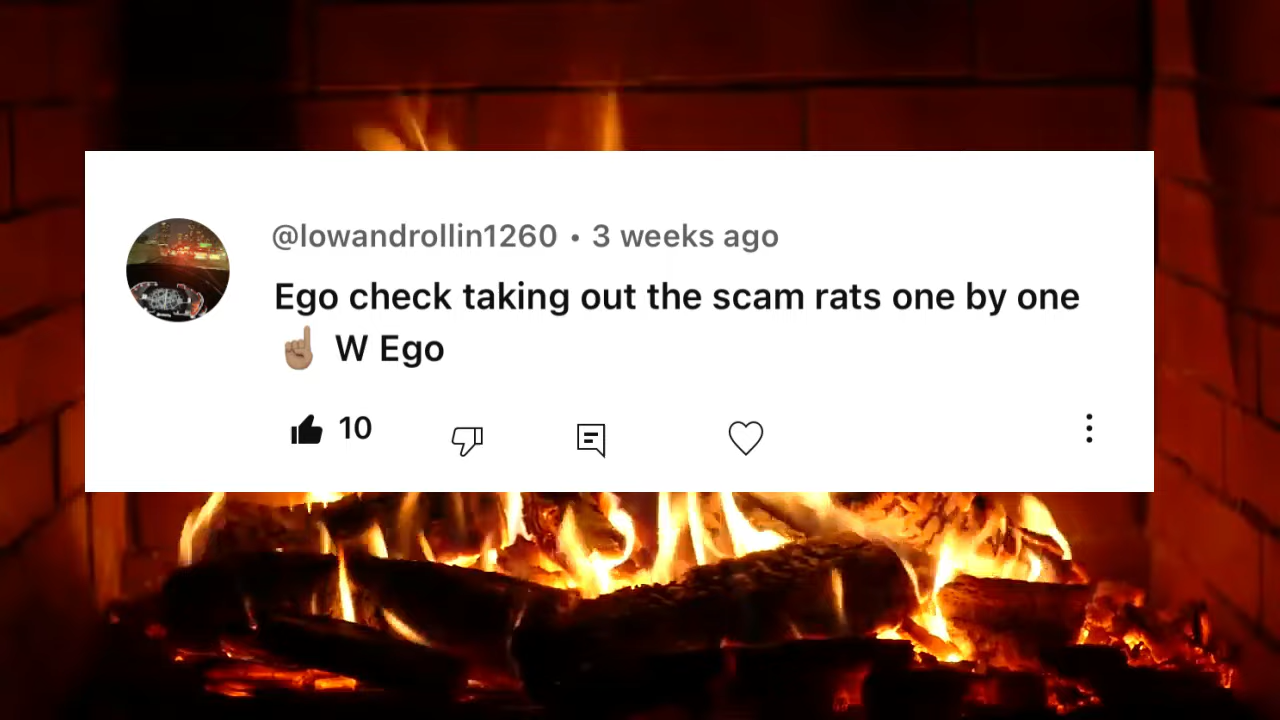 @lowandrollin1260 • 3 weeks ago
Ego check taking out the scam rats one by one
☝🏽 W Ego
10